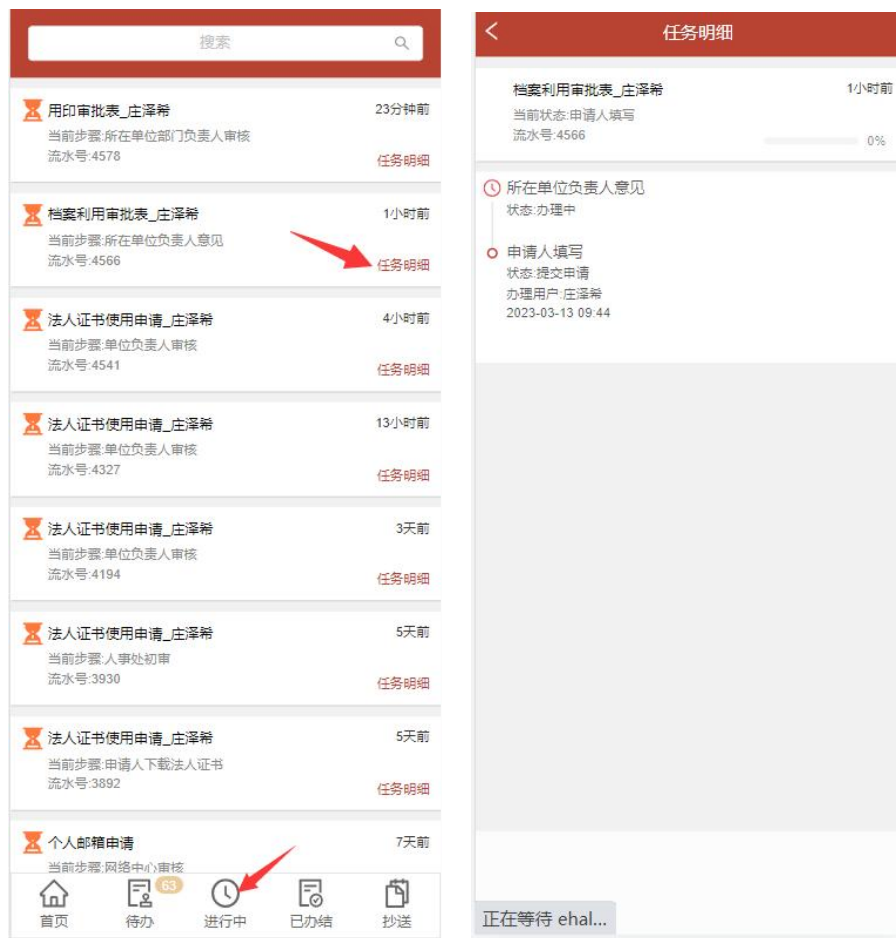 搜索
用印审批表_庄泽希
23分钟前
当前步骤:所在单位部门负责人审核
流水号:4578
任务明细
档案利用审批表_庄泽希
1小时前
当前步骤:所在单位负责人意见
流水号:4566
任务明细
法人证书使用申请_庄泽希
4小时前
当前步骤:单位负责人审核
流水号:4541
任务明细
法人证书使用申请_庄泽希
13小时前
当前步骤:单位负责人审核
流水号:4327
任务明细
法人证书使用申请_庄泽希
3天前
当前步骤:单位负责人审核
流水号:4194
任务明细
法人证书使用申请_庄泽希
5天前
当前步骤:人事处初审
流水号:3930
任务明细
法人证书使用申请_庄泽希
5天前
当前步骤:申请人下载法人证书
流水号:3892
任务明细
个人邮箱申请
7天前
当前步骤:网络中心审核
63
首页
待办
进行中
已办结
抄送
任务明细
档案利用审批表_庄泽希
1小时前
当前状态:申请人填写
流水号:4566
0%
所在单位负责人意见
状态:办理中
申请人填写
状态:提交申请
办理用户:庄泽希
2023-03-13 09:44
正在等待 ehal...